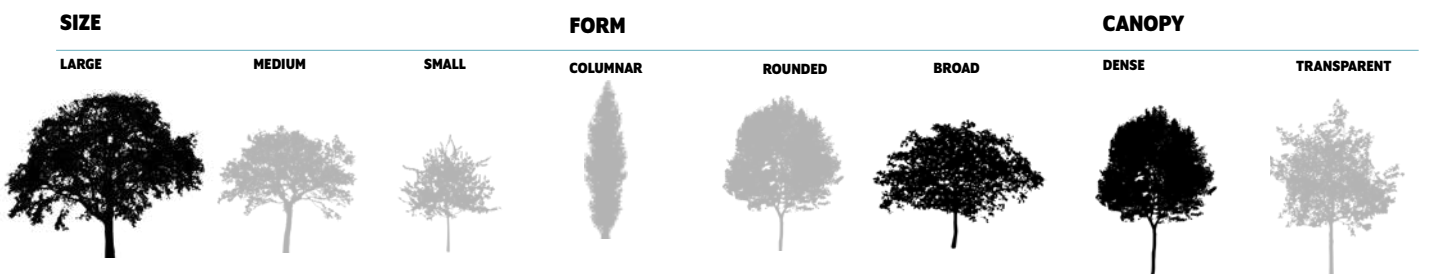 SIZE FORM CANOPY
LARGE MEDIUM SMALL COLUMNAR ROUNDED BROAD DENSE TRANSPARENT